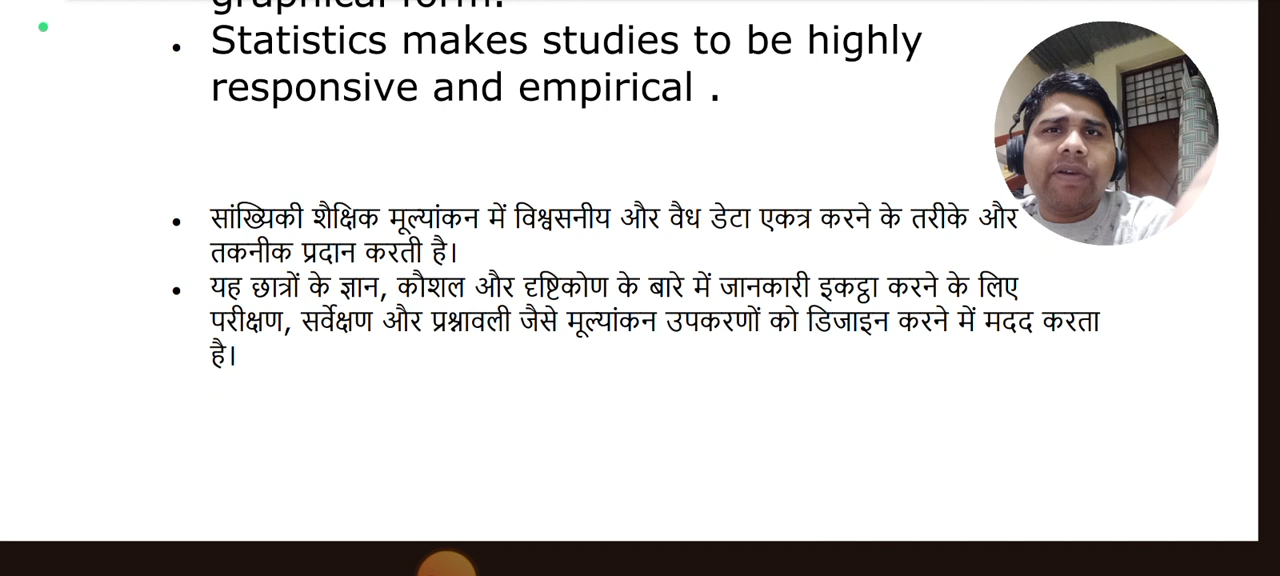 graphical form.
• Statistics makes studies to be highly
responsive and empirical .
• सांख्यिकी शैक्षिक मूल्यांकन में विश्वसनीय और वैध डेटा एकत्र करने के तरीके और
तकनीक प्रदान करती है।
• यह छात्रों के ज्ञान, कौशल और दृष्टिकोण के बारे में जानकारी इकट्ठा करने के लिए
परीक्षण, सर्वेक्षण और प्रश्नावली जैसे मूल्यांकन उपकरणों को डिजाइन करने में मदद करता
है।